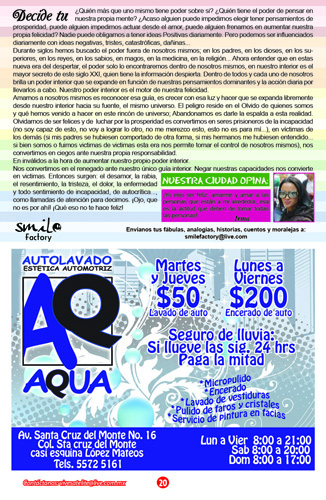 Decide tu
¿Quién más que uno mismo tiene poder sobre sí? ¿Quién tiene el poder de pensar en
nuestra propia mente? ¿Acaso alguien puede impedirnos elegir tener pensamientos de
prosperidad, puede alguien impedirnos actuar desde el amor, puede alguien frenarnos en aumentar nuestra
propia felicidad? Nadie puede obligarnos a tener ideas Positivas diariamente. Pero podemos ser influenciados
diariamente con ideas negativas, tristes, catastróficas, dañinas...
Durante siglos hemos buscado el poder fuera de nosotros mismos; en los padres, en los dioses, en los su-
periores, en los reyes, en los sabios, en magos, en la medicina, en la religión... Ahora entender que en estas
nueva era del despertar, el poder solo lo encontraremos dentro de nosotros mismos, en nuestro interior es el
mayor secreto de este siglo XXI, quien tiene la información despierta. Dentro de todos y cada uno de nosotros
brilla un poder interior que se expande en función de nuestras pensamientos dominantes y la acción diaria por
llevarlos a cabo. Nuestro poder interior es el motor de nuestra felicidad.
Amarnos a nosotros mismos es reconocer esa guía, es crecer con esa luz y hacer que se expanda libremente
desde nuestro interior hacia su fuente, el mismo universo. El peligro reside en el Olvido de quienes somos
y qué hemos venido a hacer en este rincón de universo; Abandonarnos es darle la espalda a esta realidad.
Olvidarnos de ser felices y de luchar por la prosperidad es convertirnos en seres prisioneros de la incapacidad
(no soy capaz de esto, no voy a lograr lo otro, no me merezco esto, esto no es para mí...), en víctimas de
los demás (si mis padres se hubiesen comportado de otra forma, si mis hermanos me hubiesen entendido...
si bien somos o fuimos víctimas de víctimas esta era nos permite tomar el control de nosotros mismos), nos
convertimos en ciegos ante nuestra propia responsabilidad.
En inválidos a la hora de aumentar nuestro propio poder interior.
Nos convertimos en el renegado ante nuestro único guía interior. Negar nuestras capacidades nos convierte
en víctimas. Entonces surgen: el desamor, la rabia,
el resentimiento, la tristeza, el dolor, la enfermedad
y todo sentimiento de incapacidad, de autocrítica...
como llamadas de atención para decirnos. ¡Ojo, que
no es por ahí! ¡Qué eso no te hace feliz!
NUESTRA CIUDAD OPINA:
smile
factory
Envíanos tus fábulas, analogías, historias, cuentos y moralejas a:
smilefactory@live.com
AUTOLAVADO
ESTÉTICA AUTOMOTRIZ
AQ
AQUA
Martes
y Jueves
$50
Lavado de auto
Lunes a
Viernes
$200
Encerado de auto
Seguro de lluvia:
Si llueve las sig. 24 hrs
Paga la mitad
•Micropulido
•Encerado
•Lavado de vestiduras
•Pulido de faros y cristales
•Servicio de pintura en facias
Av. Santa Cruz del Monte No. 16
Col. Sta Cruz del Monte
casi esquina López Mateos
Tels. 5572 5161
Lun a Vier 8:00 a 21:00
Sab 8:00 a 20:00
Dom 8:00 a 17:00
Contáctanos: vivesatelite@live.com.mx
20